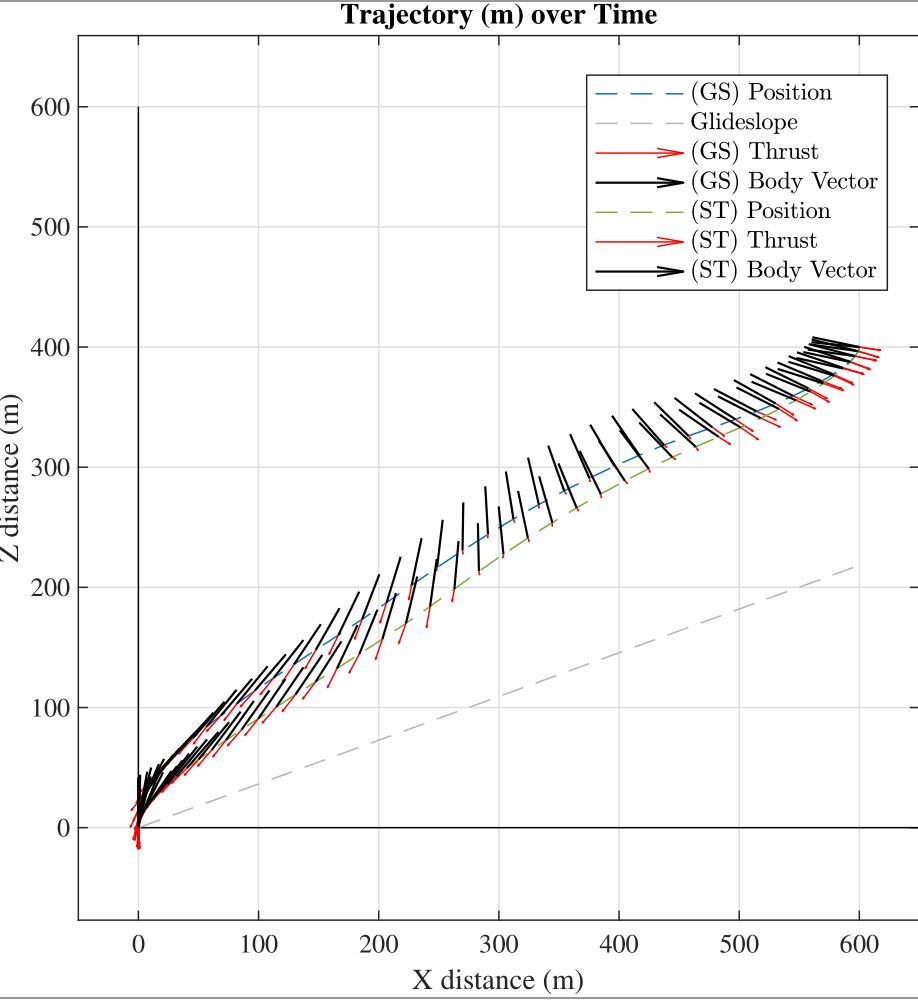 Trajectory (m) over Time
(GS) Position
Glideslope
(GS) Thrust
(GS) Body Vector
(ST) Position
(ST) Thrust
(ST) Body Vector
600
500
400
300
200
100
0
Z distance (m)
0 100 200 300 400 500 600
X distance (m)